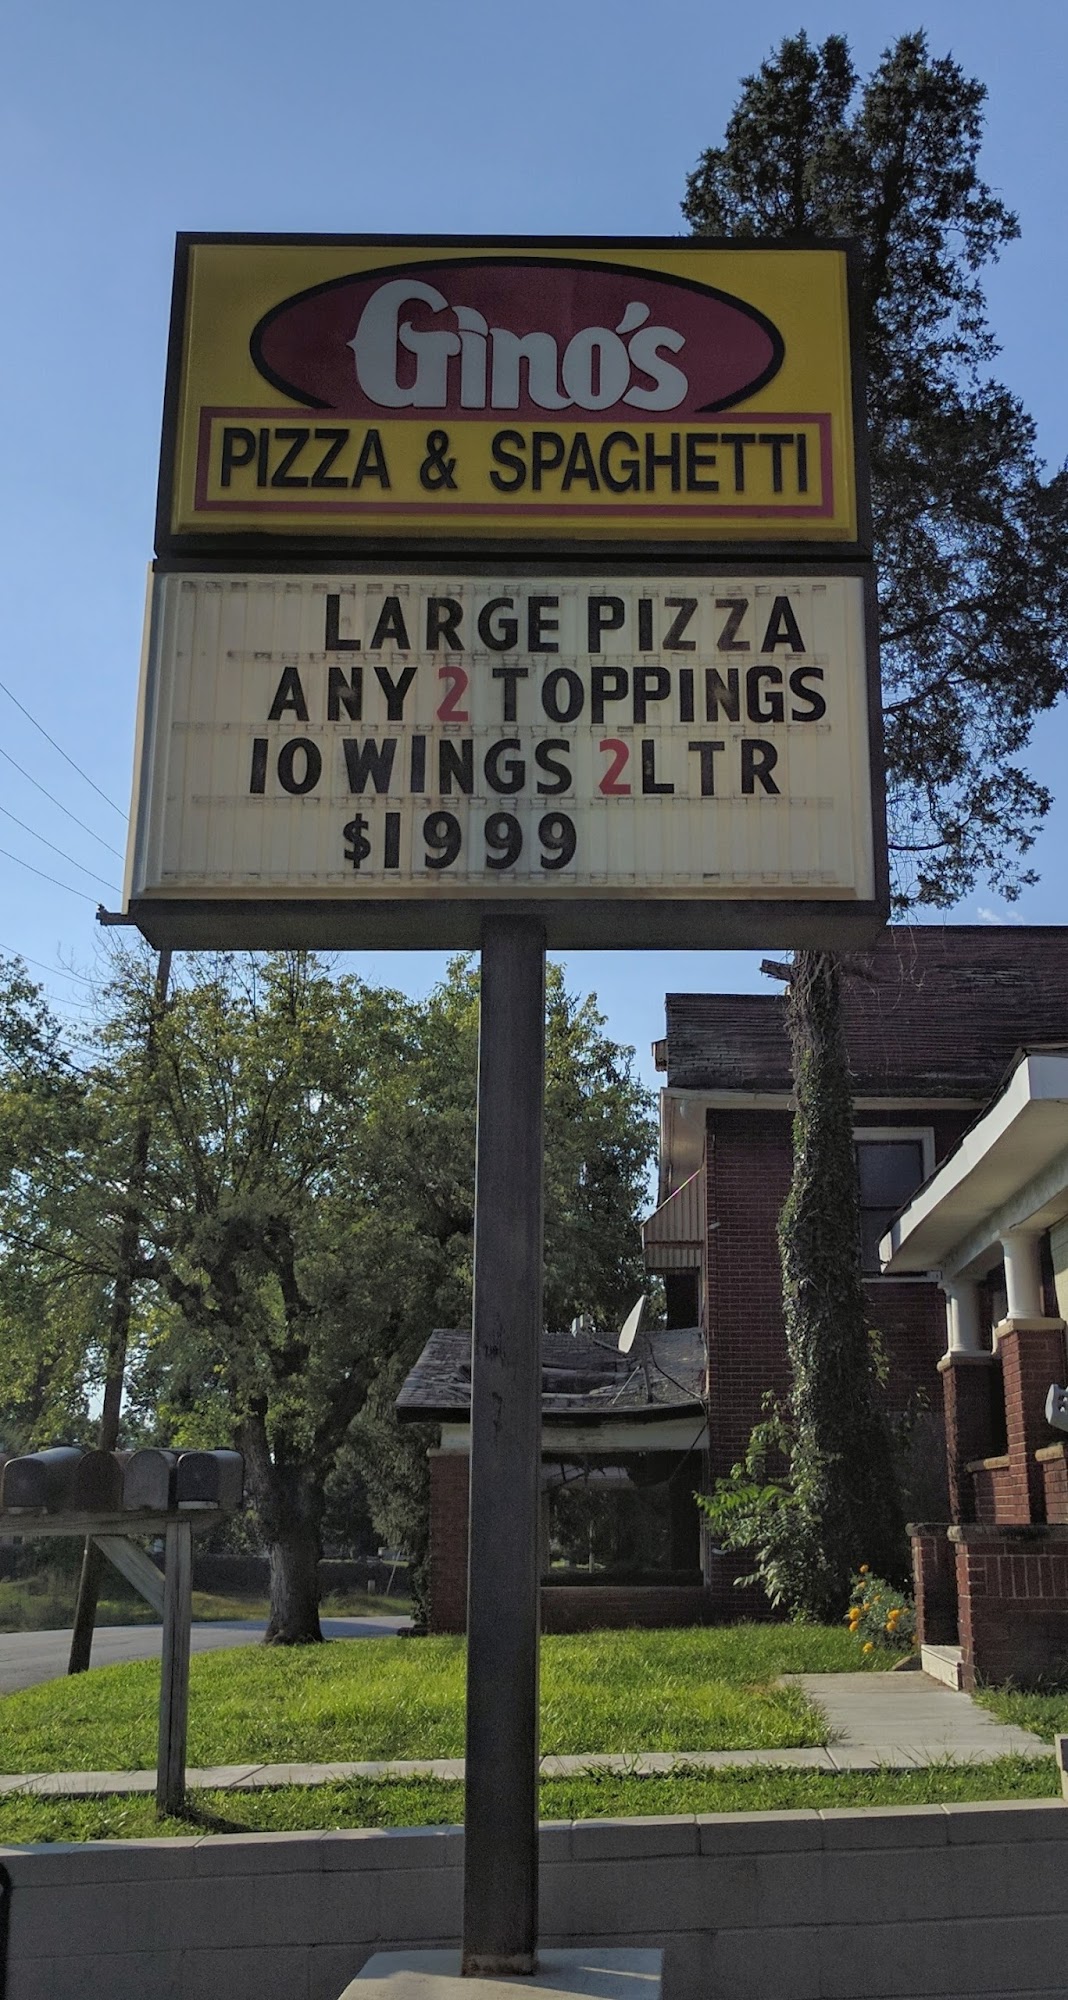 Gino's
PIZZA & SPAGHETTI
LARGE PIZZA
ANY 2 TOPPINGS
10 WINGS 2LTR
$1999